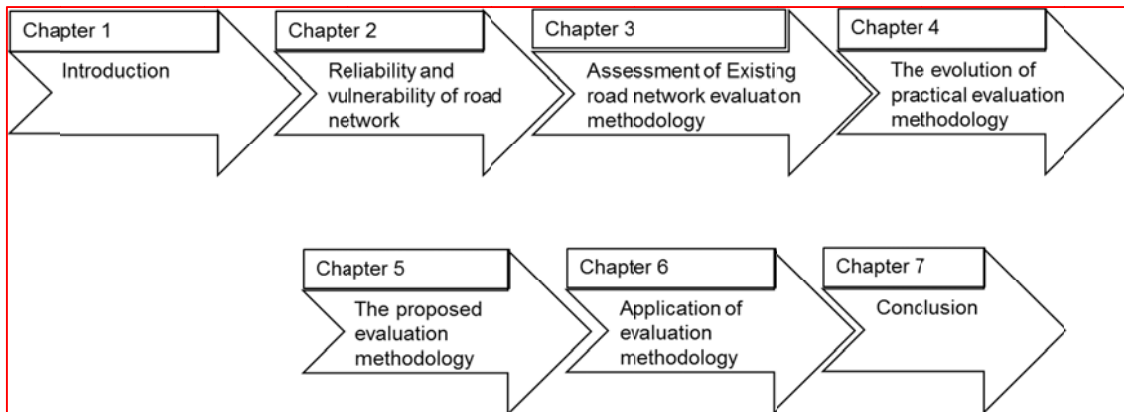 Chapter 1
Introduction
Chapter 2
Reliability and
vulnerability of road
network
Chapter 3
Assessment of Existing
road network evaluaton
methodology
Chapter 4
The evolution of
practical evaluation
methodology
Chapter 5
The proposed
evaluation
methodology
Chapter 6
Application of
evaluation
methodology
Chapter 7
Conclusion